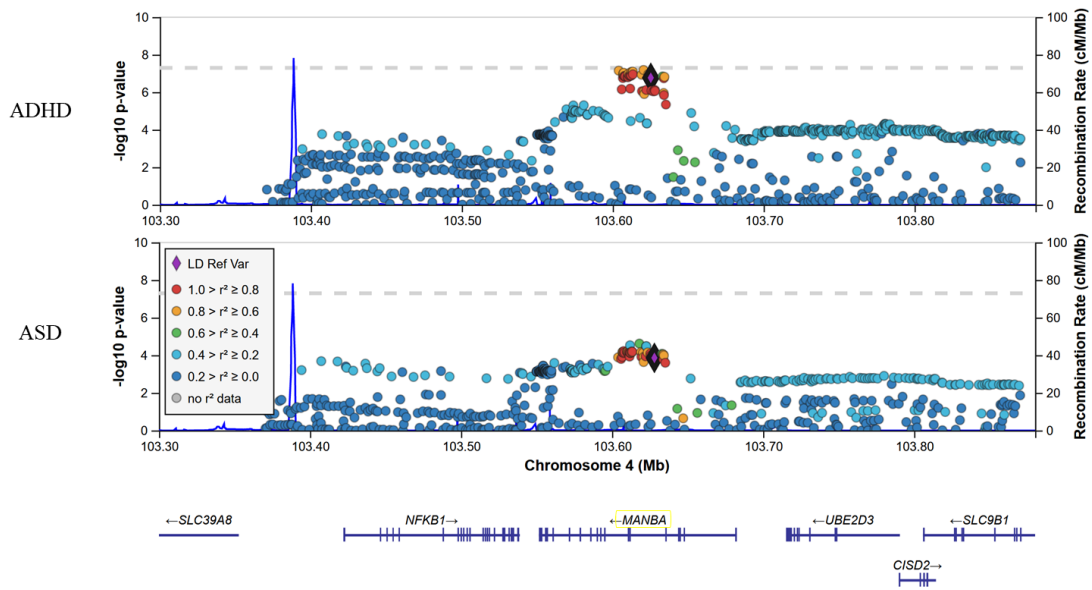 ADHD
-log10 p-value
10
8
6
4
2
0
100
80
60
40
20
0
Recombination Rate (cM/Mb)
103.30 103.40 103.50 103.60 103.70 103.80
ASD
-log10 p-value
10
8
6
4
2
0
100
80
60
40
20
0
Recombination Rate (cM/Mb)
LD Ref Var
1.0 > r² ≥ 0.8
0.8 > r² ≥ 0.6
0.6 > r² ≥ 0.4
0.4 > r² ≥ 0.2
0.2 > r² ≥ 0.0
no r² data
103.30 103.40 103.50 103.60 103.70 103.80
Chromosome 4 (Mb)
←SLC39A8 NFKB1→ ←MANBA ←UBE2D3 ←SLC9B1
CISD2→